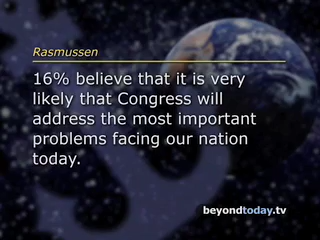 Rasmussen
16% believe that it is very
likely that Congress will
address the most important
problems facing our nation
today.
beyondtoday.tv